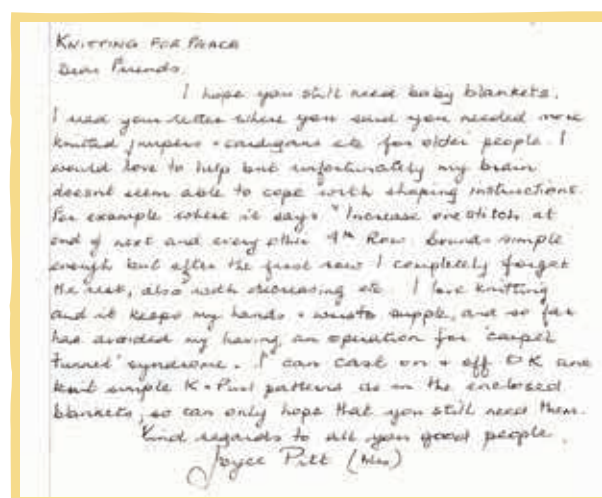 KNITTING FOR PEACE
Dear Friends,
I hope you still need baby blankets.
I read your letter where you said you needed more
knitted jumpers + cardigans etc for older people. I
would love to help but unfortunately my brain
doesnt seem able to cope with shaping instructions.
For example where it says "Increase one stitch at
end of next and every other 4th Row. Sounds simple
enough but after the first row I completely forget
the rest, also with decreasing etc. I love knitting
and it keeps my hands + wrists supple, and so far
has avoided my having an operation for 'carpel
tunnel' syndrome. I can cast on + off OK and
knit simple K + Purl patterns as in the enclosed
blankets, so can only hope that you still need them.
Kind regards to all you good people.
Joyce Pitt (Mrs)